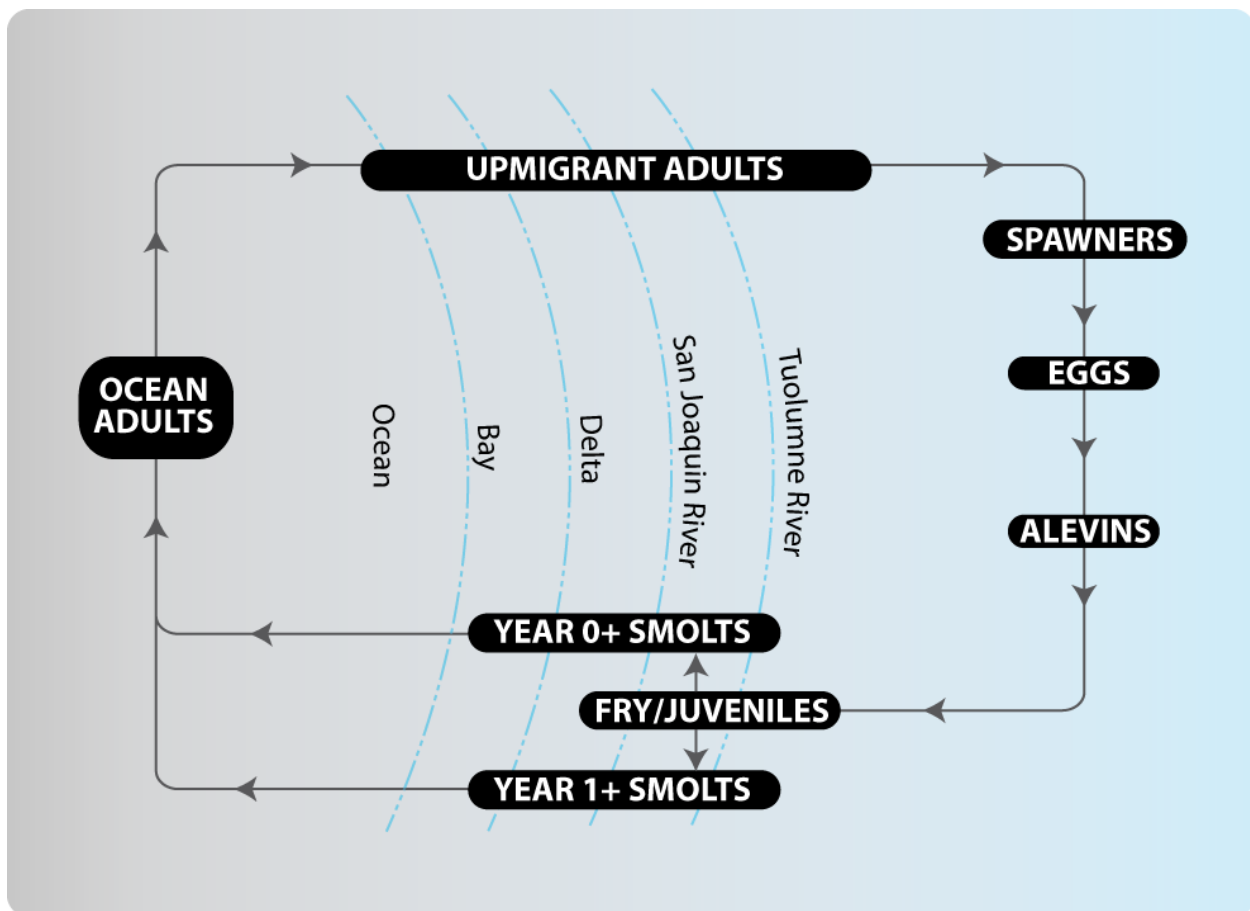 UPMIGRANT ADULTS
SPAWNERS
EGGS
ALEVINS
OCEAN
ADULTS
Ocean
Bay
Delta
San Joaquin River
Tuolumne River
YEAR 0+ SMOLTS
FRY/JUVENILES
YEAR 1+ SMOLTS